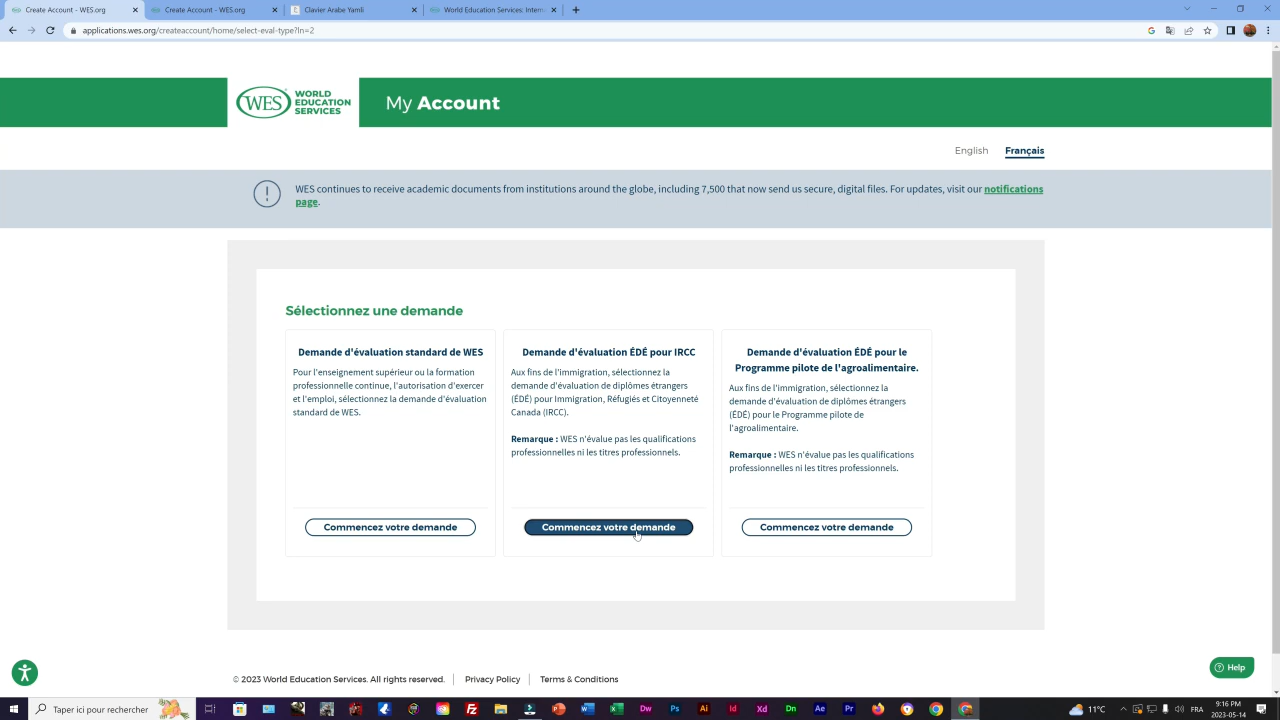 Create Account - WES.org
Create Account - WES.org
Clavier Arabe Yamli
World Education Services: Intern
applications.wes.org/createaccount/home/select-eval-type?ln=2
WES
WORLD
EDUCATION
SERVICES
My Account
English
Français
WES continues to receive academic documents from institutions around the globe, including 7,500 that now send us secure, digital files. For updates, visit our notifications
page.
Sélectionnez une demande
Demande d'évaluation standard de WES
Pour l'enseignement supérieur ou la formation
professionnelle continue, l'autorisation d'exercer
et l'emploi, sélectionnez la demande d'évaluation
standard de WES.
Commencez votre demande
Demande d'évaluation ÉDÉ pour IRCC
Aux fins de l'immigration, sélectionnez la
demande d'évaluation de diplômes étrangers
(ÉDÉ) pour Immigration, Réfugiés et Citoyenneté
Canada (IRCC).
Remarque : WES n'évalue pas les qualifications
professionnelles ni les titres professionnels.
Commencez votre demande
Demande d'évaluation ÉDÉ pour le
Programme pilote de l'agroalimentaire.
Aux fins de l'immigration, sélectionnez la
demande d'évaluation de diplômes étrangers
(ÉDÉ) pour le Programme pilote de
l'agroalimentaire.
Remarque : WES n'évalue pas les qualifications
professionnelles ni les titres professionnels.
Commencez votre demande
Help
© 2023 World Education Services. All rights reserved.
Privacy Policy
Terms & Conditions
Taper ici pour rechercher
Dw
Ps
Ai
Id
Xd
Dn
Ae
Pr
11°C
9:16 PM
2023-05-14